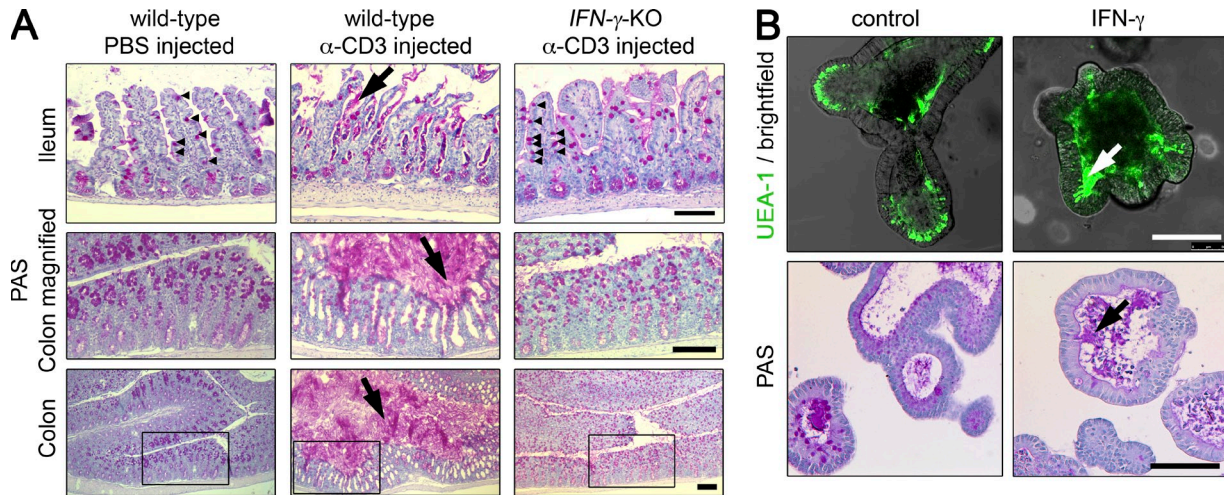 A
wild-type
PBS injected
wild-type
α-CD3 injected
IFN-γ-KO
α-CD3 injected
Ileum
Colon magnified
Colon
PAS
B
control
IFN-γ
UEA-1 / brightfield
PAS